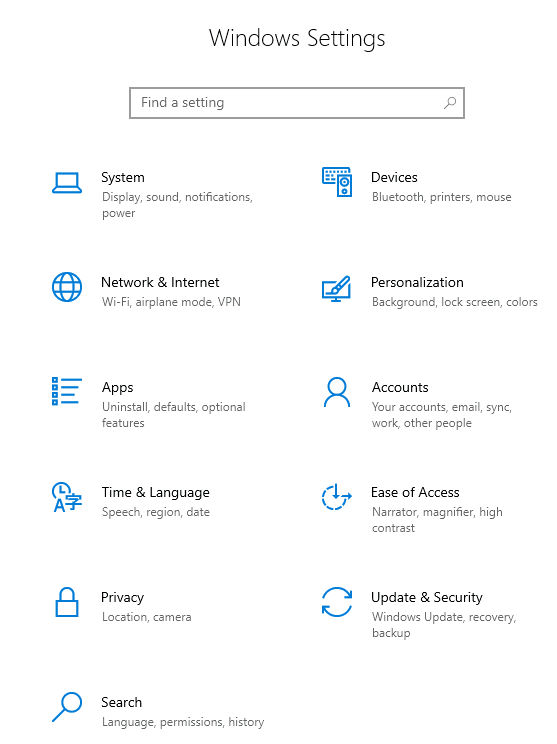 Windows Settings
Find a setting
System
Display, sound, notifications,
power
Devices
Bluetooth, printers, mouse
Network & Internet
Wi-Fi, airplane mode, VPN
Personalization
Background, lock screen, colors
Apps
Uninstall, defaults, optional
features
Accounts
Your accounts, email, sync,
work, other people
Time & Language
Speech, region, date
Ease of Access
Narrator, magnifier, high
contrast
Privacy
Location, camera
Update & Security
Windows Update, recovery,
backup
Search
Language, permissions, history